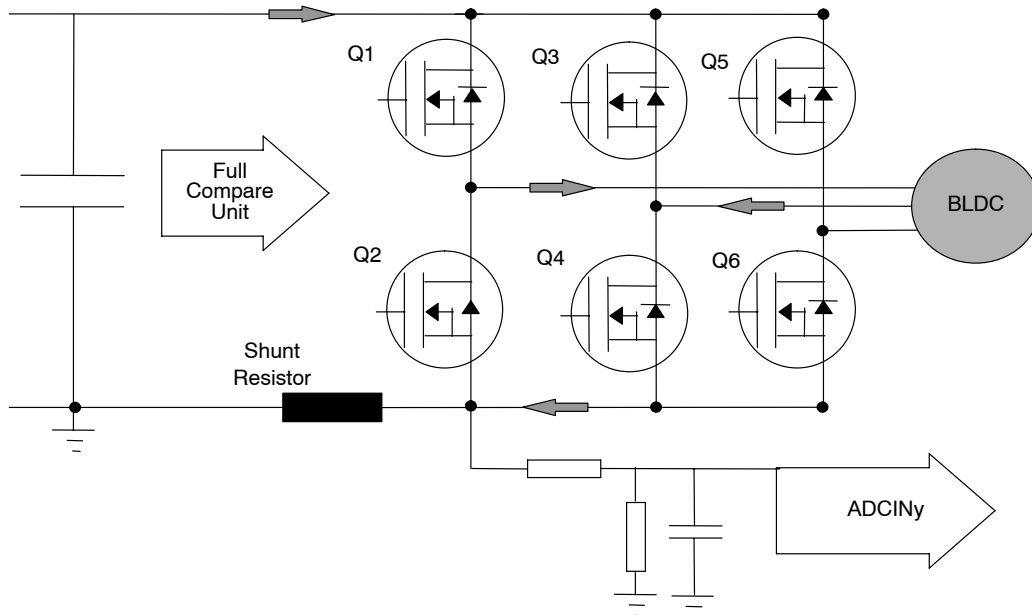 Q1
Q3
Q5
Full
Compare
Unit
BLDC
Q2
Q4
Q6
Shunt
Resistor
ADCINy